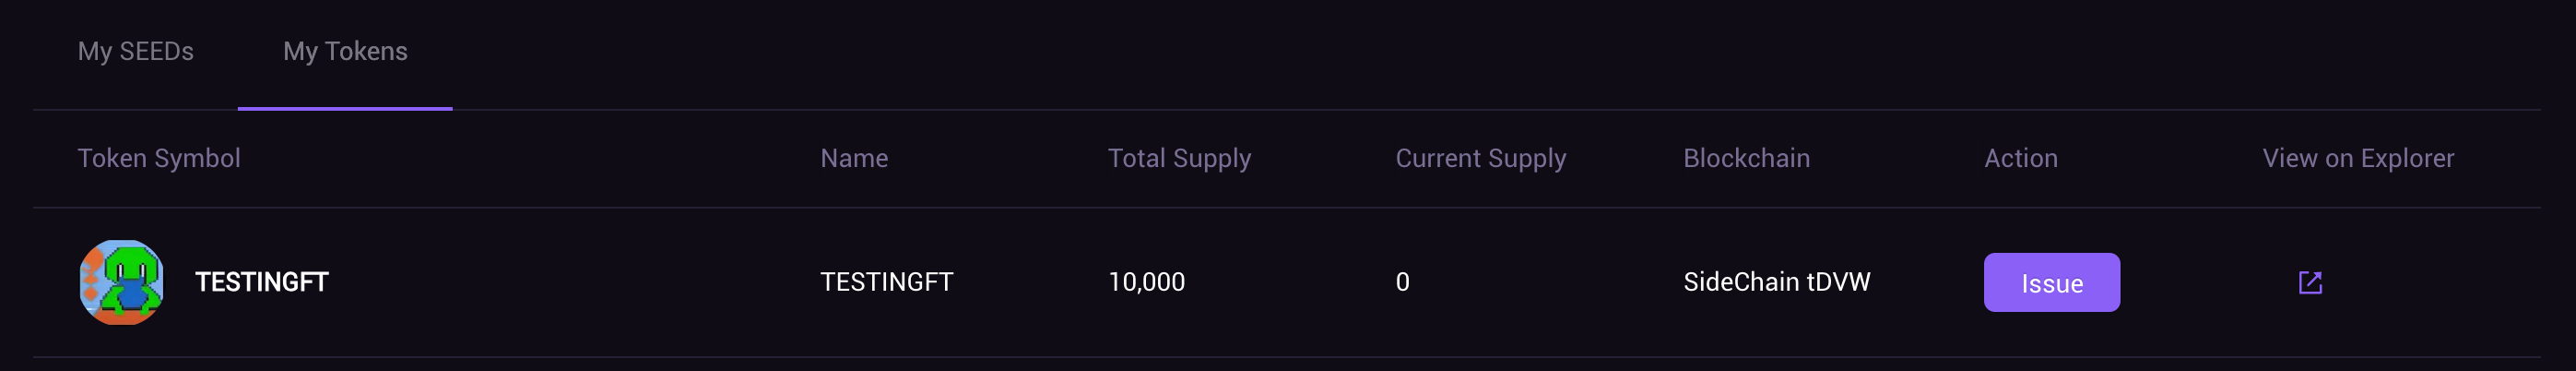 My SEEDs My Tokens
Token Symbol Name Total Supply Current Supply Blockchain Action View on Explorer
TESTINGFT TESTINGFT 10,000 0 SideChain tDVW Issue